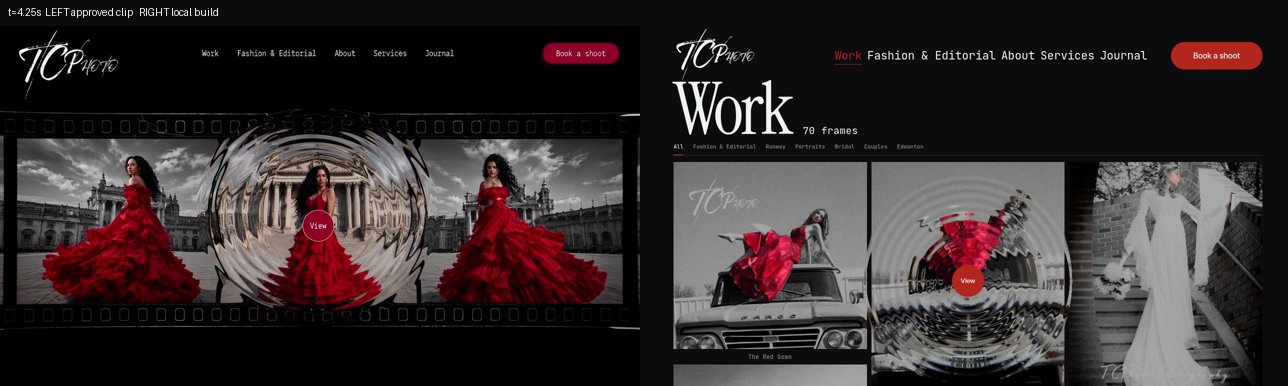 t=4.25s LEFT approved clip RIGHT local build
TCPHOTO
Work Fashion & Editorial About Services Journal
Book a shoot
View
TCPHOTO
Work Fashion & Editorial About Services Journal
Book a shoot
Work 70 frames
All Fashion & Editorial Runway Portraits Bridal Couples Edmonton
TCPHOTO
View
The Red Gown